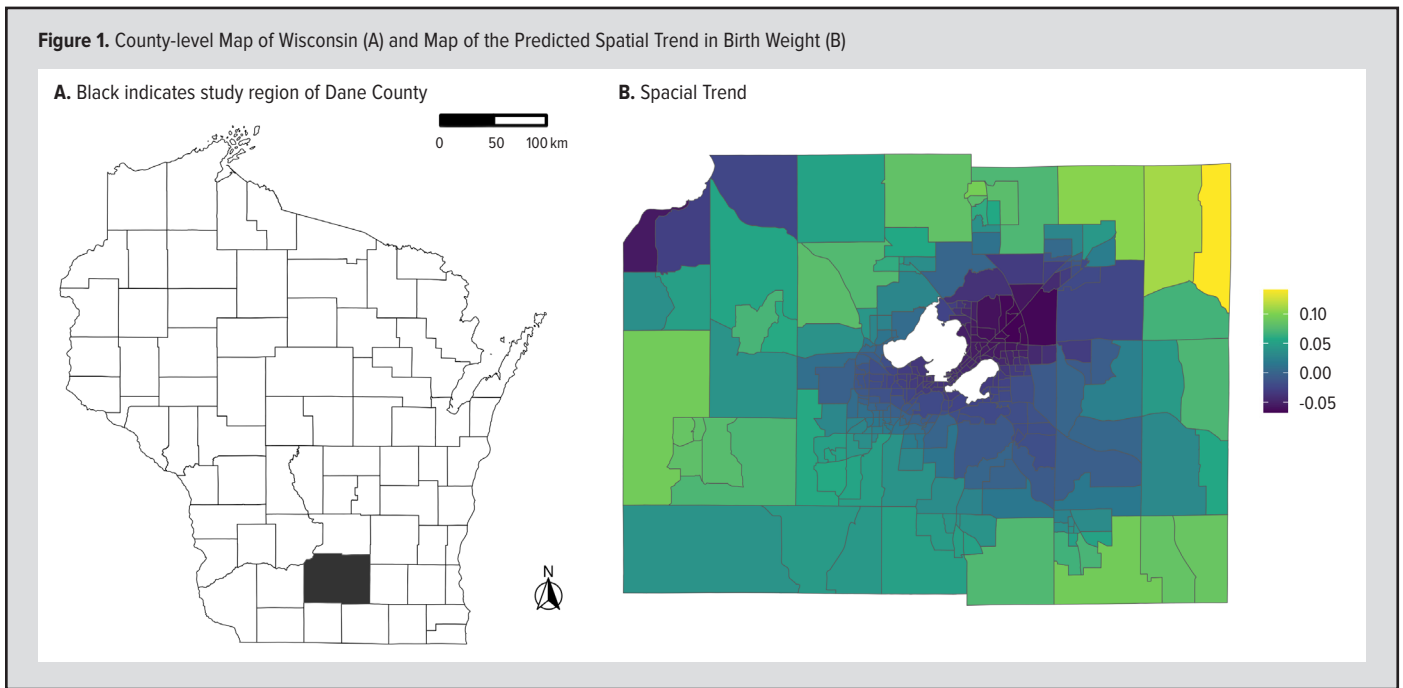 Figure 1. County-level Map of Wisconsin (A) and Map of the Predicted Spatial Trend in Birth Weight (B)
A. Black indicates study region of Dane County
B. Spacial Trend
0 50 100 km
N
0.10
0.05
0.00
-0.05